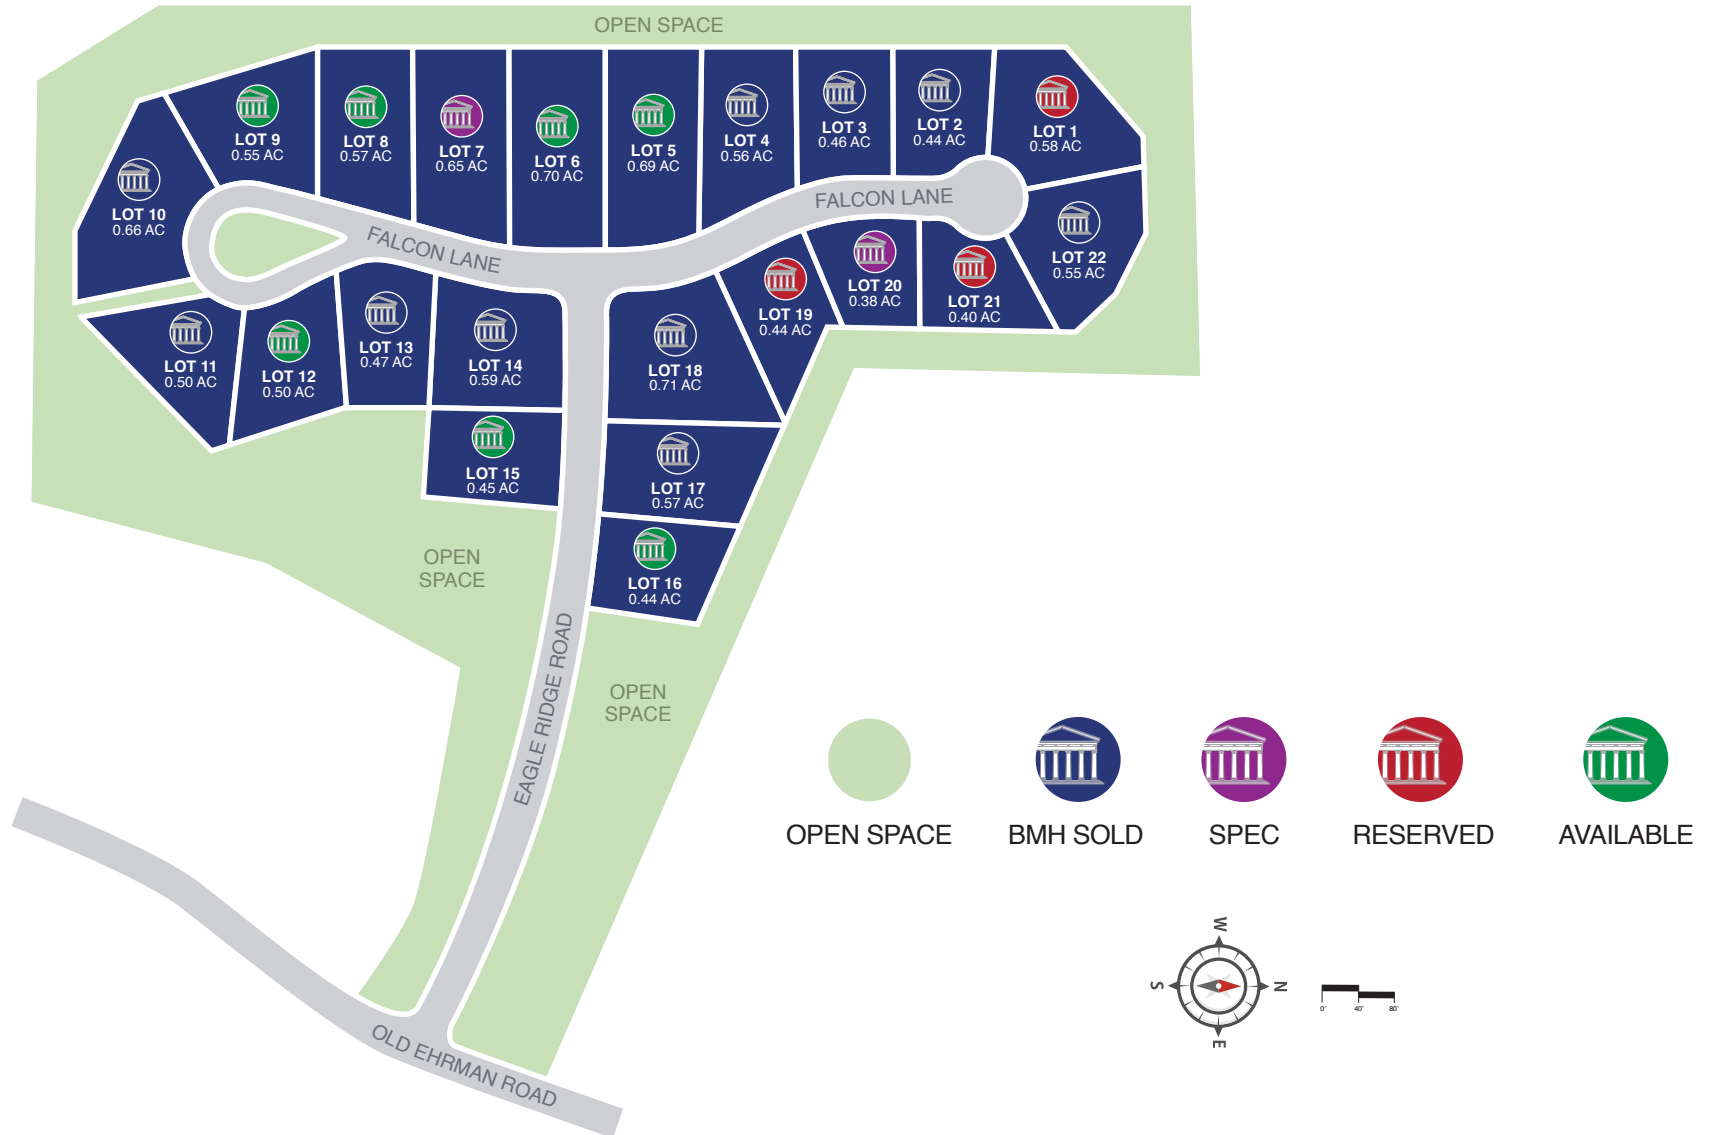 OPEN SPACE
LOT 9
0.55 AC
LOT 8
0.57 AC
LOT 7
0.65 AC
LOT 6
0.70 AC
LOT 5
0.69 AC
LOT 4
0.56 AC
LOT 3
0.46 AC
LOT 2
0.44 AC
LOT 1
0.58 AC
LOT 10
0.66 AC
FALCON LANE
FALCON LANE
LOT 22
0.55 AC
LOT 11
0.50 AC
LOT 12
0.50 AC
LOT 13
0.47 AC
LOT 14
0.59 AC
LOT 18
0.71 AC
LOT 19
0.44 AC
LOT 20
0.38 AC
LOT 21
0.40 AC
LOT 15
0.45 AC
LOT 17
0.57 AC
LOT 16
0.44 AC
OPEN
SPACE
OPEN
SPACE
EAGLE RIDGE ROAD
OLD EHRMAN ROAD
OPEN SPACE
BMH SOLD
SPEC
RESERVED
AVAILABLE
W
S
N
E
0'
40'
80'